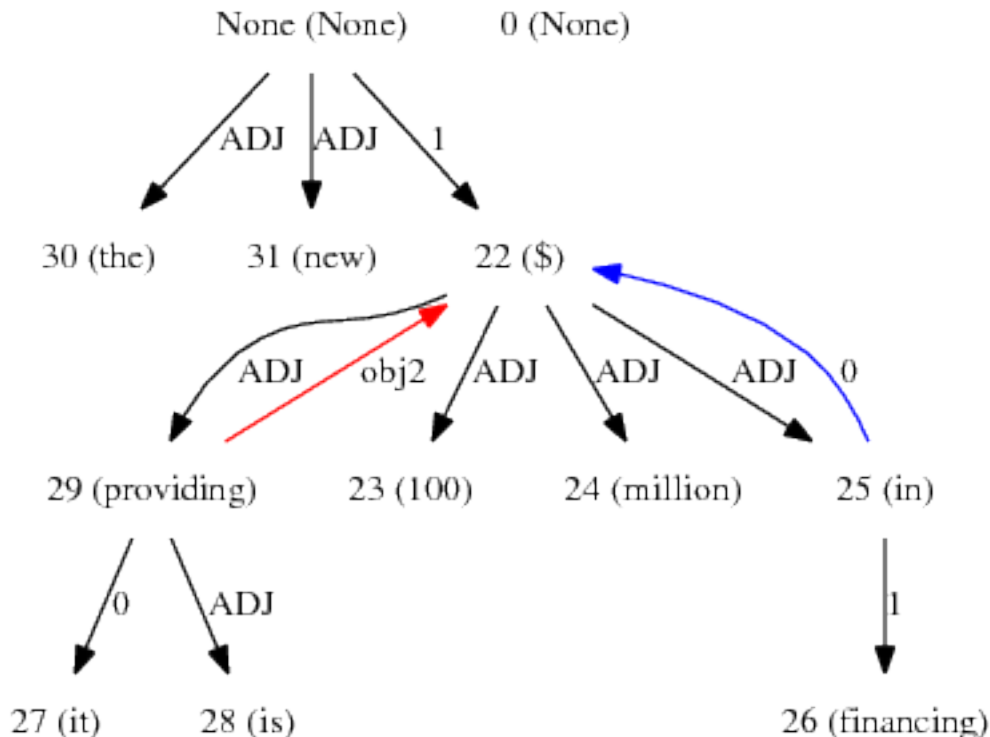 None (None) 0 (None)
ADJ ADJ 1
30 (the) 31 (new) 22 ($)
ADJ obj2 ADJ ADJ ADJ 0
29 (providing) 23 (100) 24 (million) 25 (in)
0 ADJ 1
27 (it) 28 (is) 26 (financing)